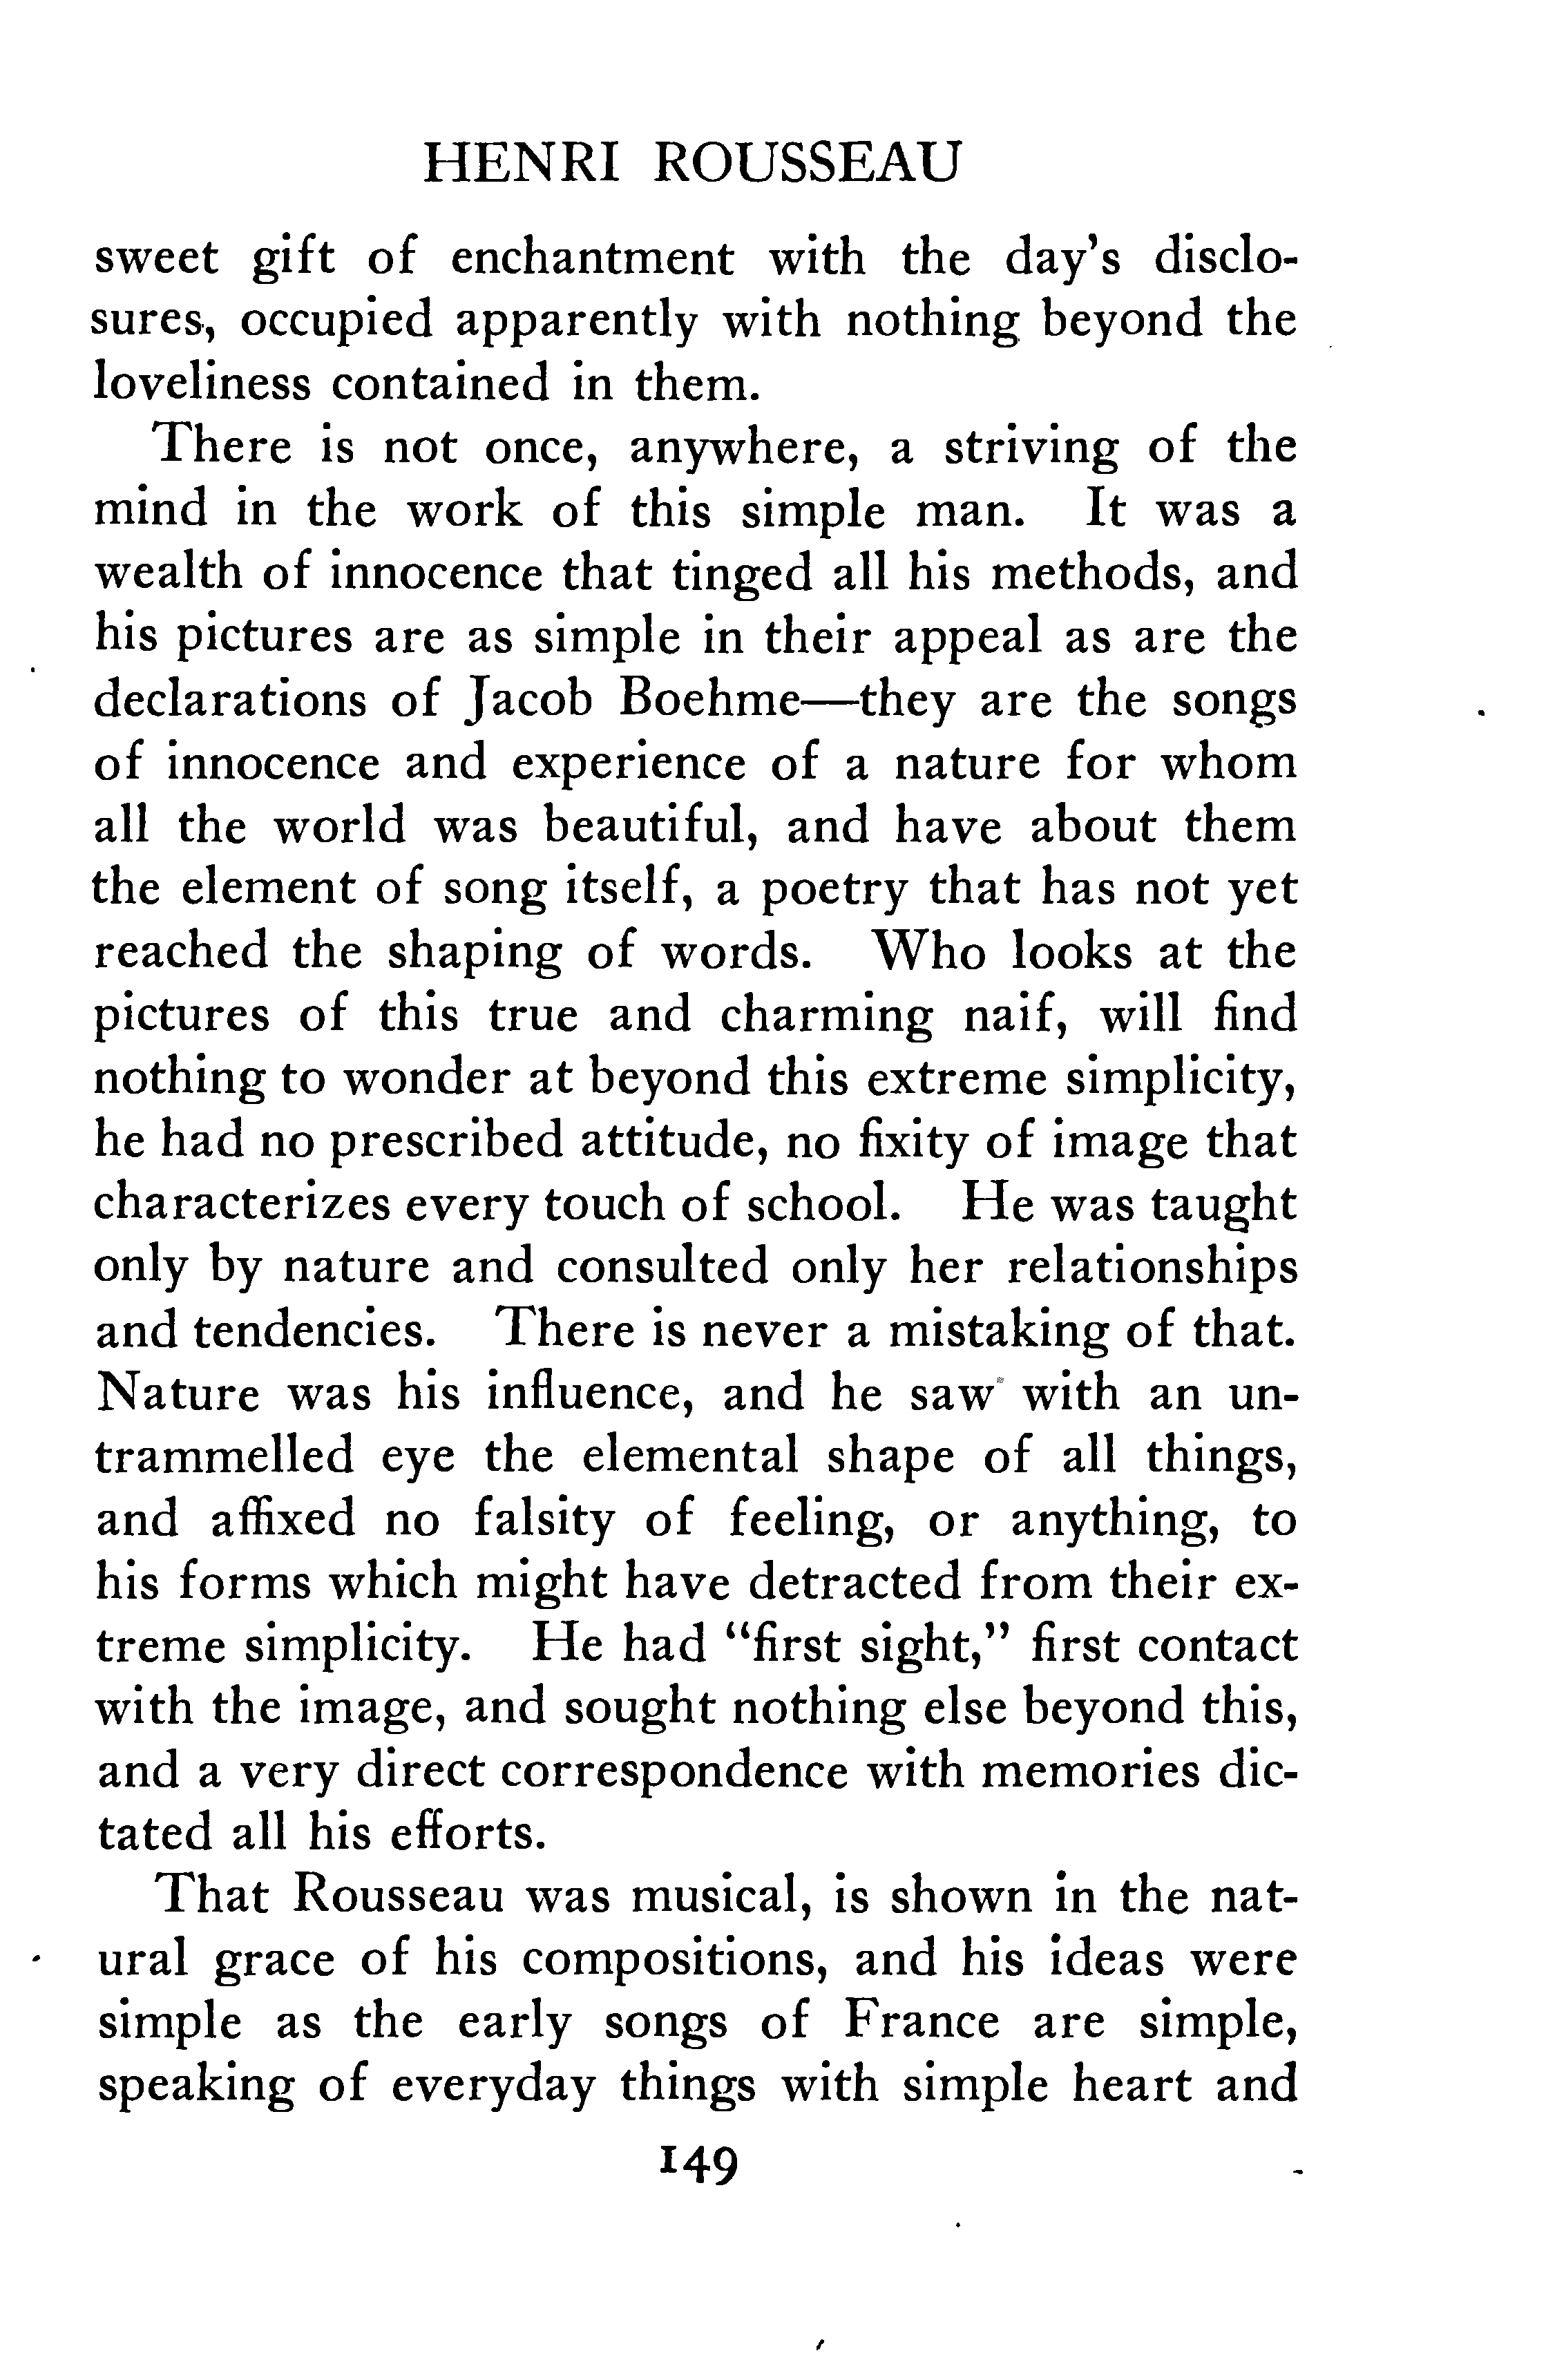 HENRI ROUSSEAU
sweet gift of enchantment with the day's disclo-
sures, occupied apparently with nothing beyond the
loveliness contained in them.
There is not once, anywhere, a striving of the
mind in the work of this simple man. It was a
wealth of innocence that tinged all his methods, and
his pictures are as simple in their appeal as are the
declarations of Jacob Boehme—they are the songs
of innocence and experience of a nature for whom
all the world was beautiful, and have about them
the element of song itself, a poetry that has not yet
reached the shaping of words. Who looks at the
pictures of this true and charming naif, will find
nothing to wonder at beyond this extreme simplicity,
he had no prescribed attitude, no fixity of image that
characterizes every touch of school. He was taught
only by nature and consulted only her relationships
and tendencies. There is never a mistaking of that.
Nature was his influence, and he saw with an un-
trammelled eye the elemental shape of all things,
and affixed no falsity of feeling, or anything, to
his forms which might have detracted from their ex-
treme simplicity. He had "first sight," first contact
with the image, and sought nothing else beyond this,
and a very direct correspondence with memories dic-
tated all his efforts.
That Rousseau was musical, is shown in the nat-
ural grace of his compositions, and his ideas were
simple as the early songs of France are simple,
speaking of everyday things with simple heart and
149